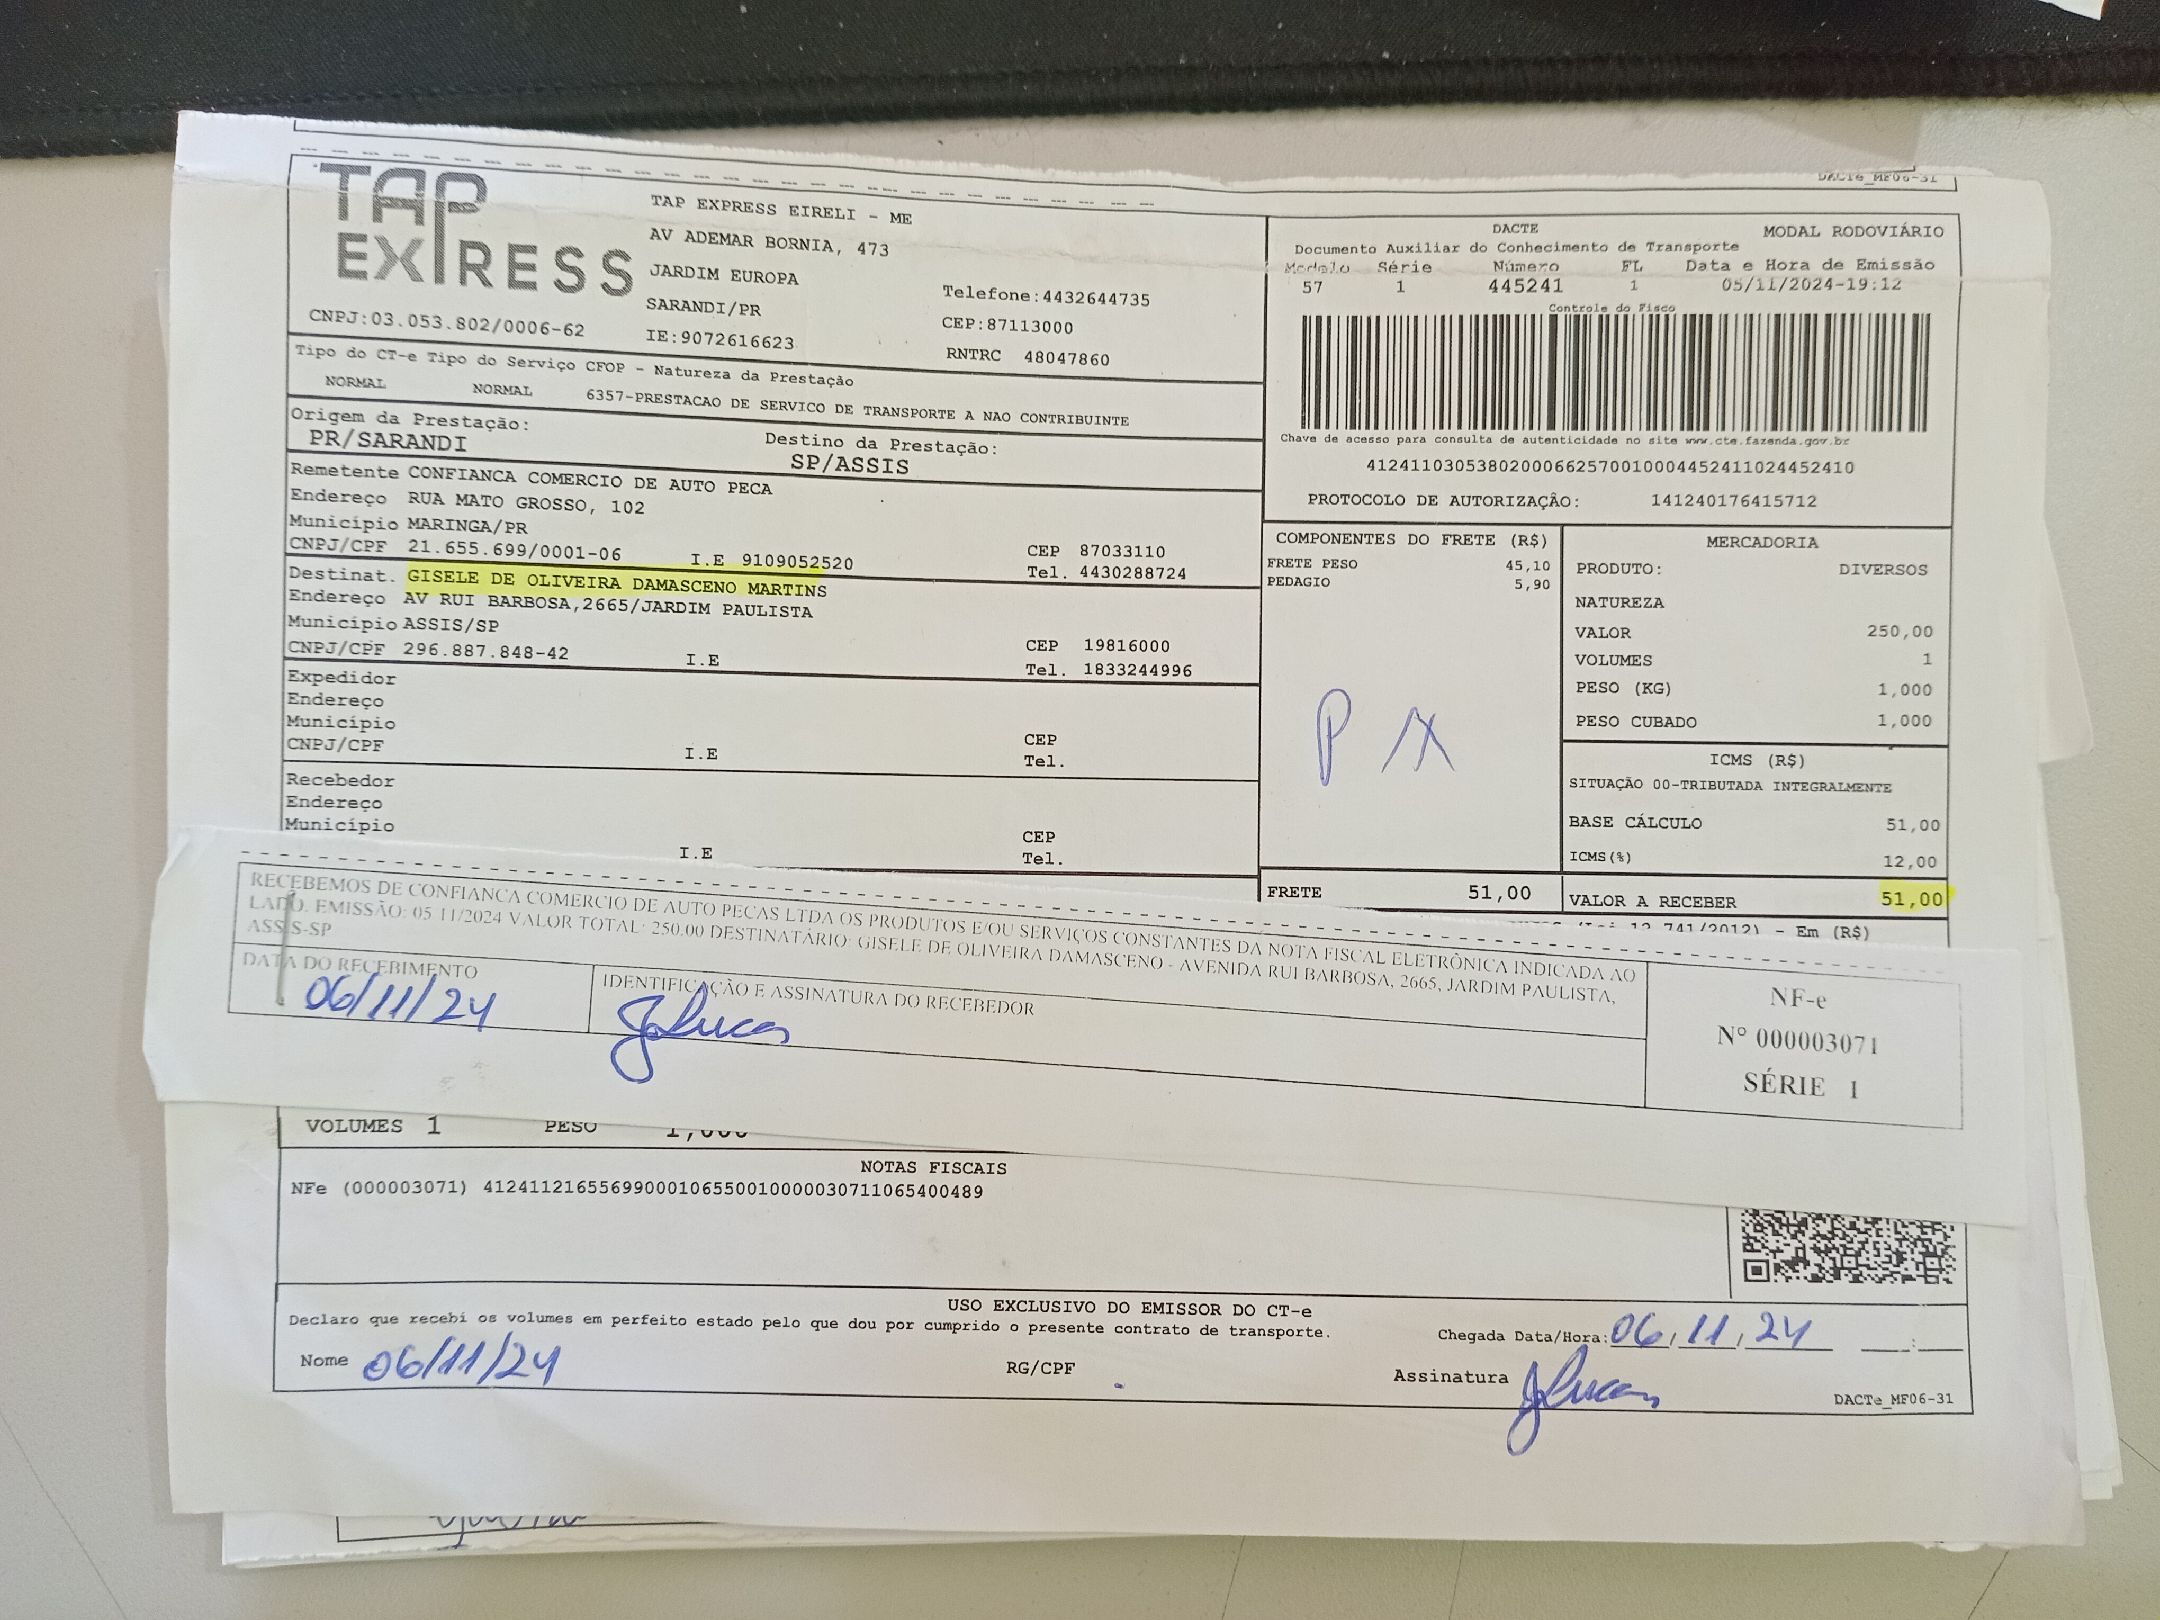 DACTe_MF06-31
TAP EXPRESS
TAP EXPRESS EIRELI - ME
AV ADEMAR BORNIA, 473
JARDIM EUROPA
SARANDI/PR
IE:9072616623
Telefone:4432644735
CEP:87113000
RNTRC 48047860
CNPJ:03.053.802/0006-62
DACTE
MODAL RODOVIÁRIO
Documento Auxiliar do Conhecimento de Transporte
Modelo Série Número FL Data e Hora de Emissão
57 1 445241 1 05/11/2024-19:12
Controle do Fisco
Chave de acesso para consulta de autenticidade no site www.cte.fazenda.gov.br
41241103053802000662570010004452411024452410
PROTOCOLO DE AUTORIZAÇÂO: 141240176415712
Tipo do CT-e Tipo do Serviço CFOP - Natureza da Prestação
NORMAL NORMAL 6357-PRESTACAO DE SERVICO DE TRANSPORTE A NAO CONTRIBUINTE
Origem da Prestação: Destino da Prestação:
PR/SARANDI SP/ASSIS
Remetente CONFIANCA COMERCIO DE AUTO PECA
Endereço RUA MATO GROSSO, 102
Município MARINGA/PR
CNPJ/CPF 21.655.699/0001-06 I.E 9109052520
CEP 87033110
Tel. 4430288724
Destinat. GISELE DE OLIVEIRA DAMASCENO MARTINS
Endereço AV RUI BARBOSA,2665/JARDIM PAULISTA
Município ASSIS/SP
CNPJ/CPF 296.887.848-42 I.E
CEP 19816000
Tel. 1833244996
Expedidor
Endereço
Município
CNPJ/CPF I.E
CEP
Tel.
Recebedor
Endereço
Município
I.E
CEP
Tel.
COMPONENTES DO FRETE (R$)
FRETE PESO 45,10
PEDAGIO 5,90
P X
FRETE 51,00
MERCADORIA
PRODUTO: DIVERSOS
NATUREZA
VALOR 250,00
VOLUMES 1
PESO (KG) 1,000
PESO CUBADO 1,000
ICMS (R$)
SITUAÇÃO 00-TRIBUTADA INTEGRALMENTE
BASE CÁLCULO 51,00
ICMS(%) 12,00
VALOR A RECEBER 51,00
12.741/2012) - Em (R$)
RECEBEMOS DE CONFIANCA COMERCIO DE AUTO PECAS LTDA OS PRODUTOS E/OU SERVIÇOS CONSTANTES DA NOTA FISCAL ELETRÔNICA INDICADA AO
LADO. EMISSÃO: 05/11/2024 VALOR TOTAL: 250.00 DESTINATÁRIO: GISELE DE OLIVEIRA DAMASCENO - AVENIDA RUI BARBOSA, 2665, JARDIM PAULISTA,
ASSIS-SP
DATA DO RECEBIMENTO
06/11/24
IDENTIFICAÇÃO E ASSINATURA DO RECEBEDOR
NF-e
Nº 000003071
SÉRIE 1
VOLUMES 1 PESO 1,000
NOTAS FISCAIS
NFe (000003071) 41241121655699000106550010000030711065400489
USO EXCLUSIVO DO EMISSOR DO CT-e
Declaro que recebi os volumes em perfeito estado pelo que dou por cumprido o presente contrato de transporte.
Chegada Data/Hora: 06/11/24
Nome 06/11/24
RG/CPF
Assinatura
DACTe_MF06-31